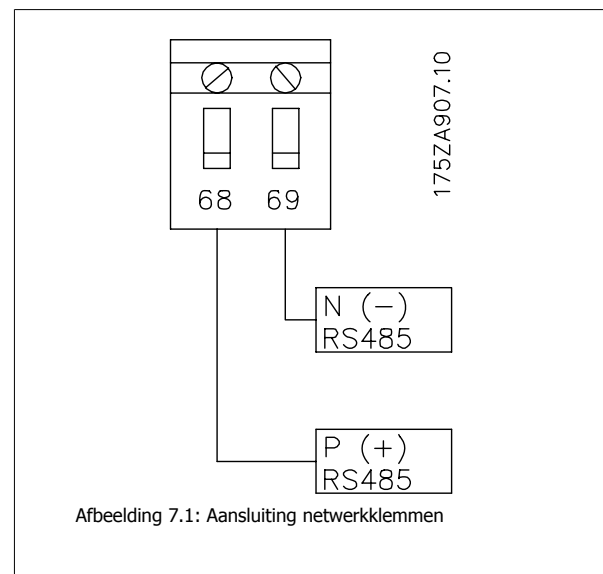 175ZA907.10
68 69
N (-)
RS485
P (+)
RS485
Afbeelding 7.1: Aansluiting netwerkklemmen